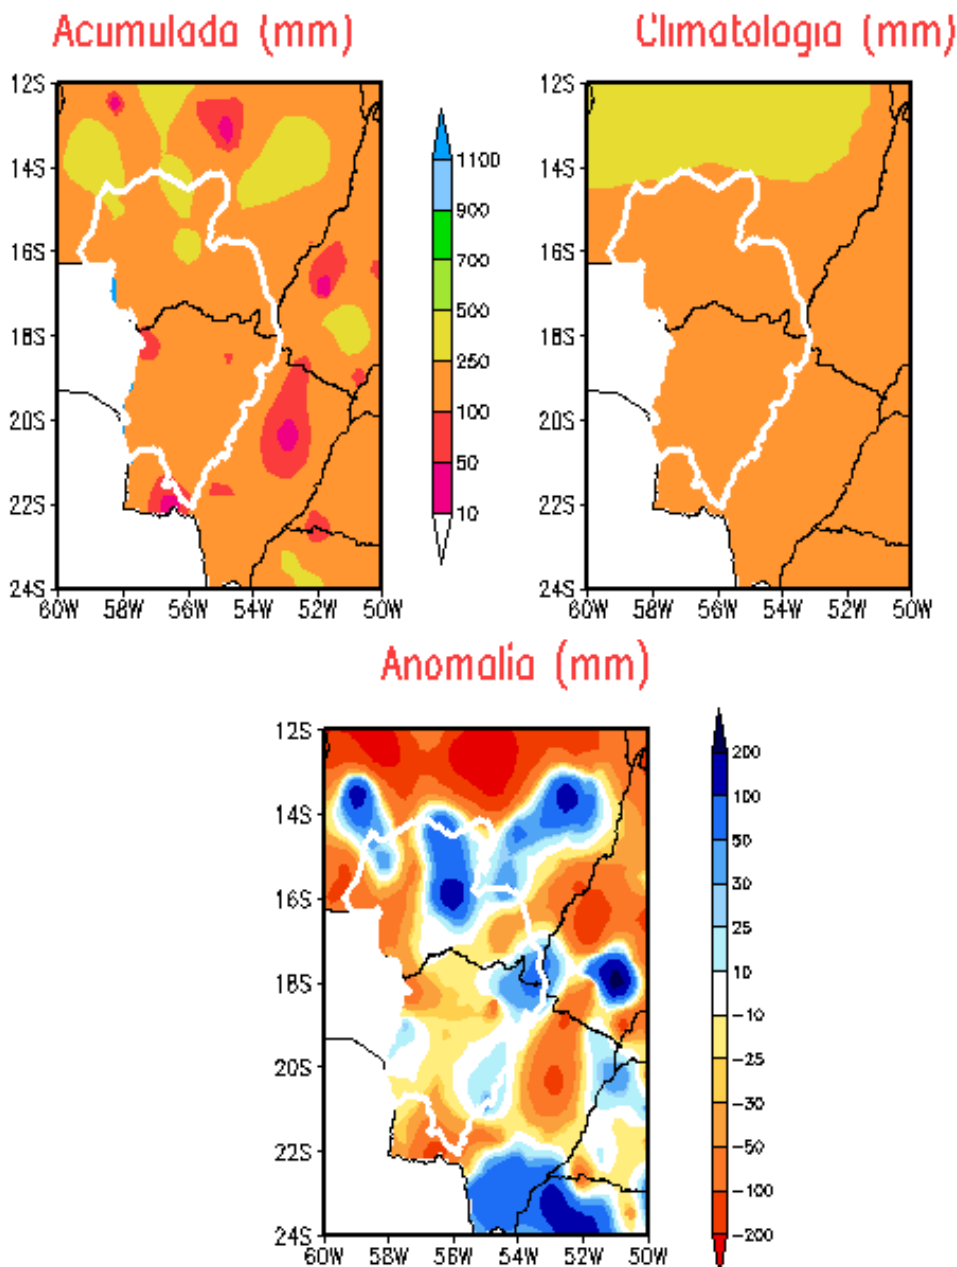 Acumulada (mm)
Climatologia (mm)
12S
14S
16S
18S
20S
22S
24S
60W 58W 56W 54W 52W 50W
1100
900
700
500
250
100
50
10
12S
14S
16S
18S
20S
22S
24S
60W 58W 56W 54W 52W 50W
Anomalia (mm)
12S
14S
16S
18S
20S
22S
24S
60W 58W 56W 54W 52W 50W
200
100
50
30
25
10
-10
-25
-30
-50
-100
-200